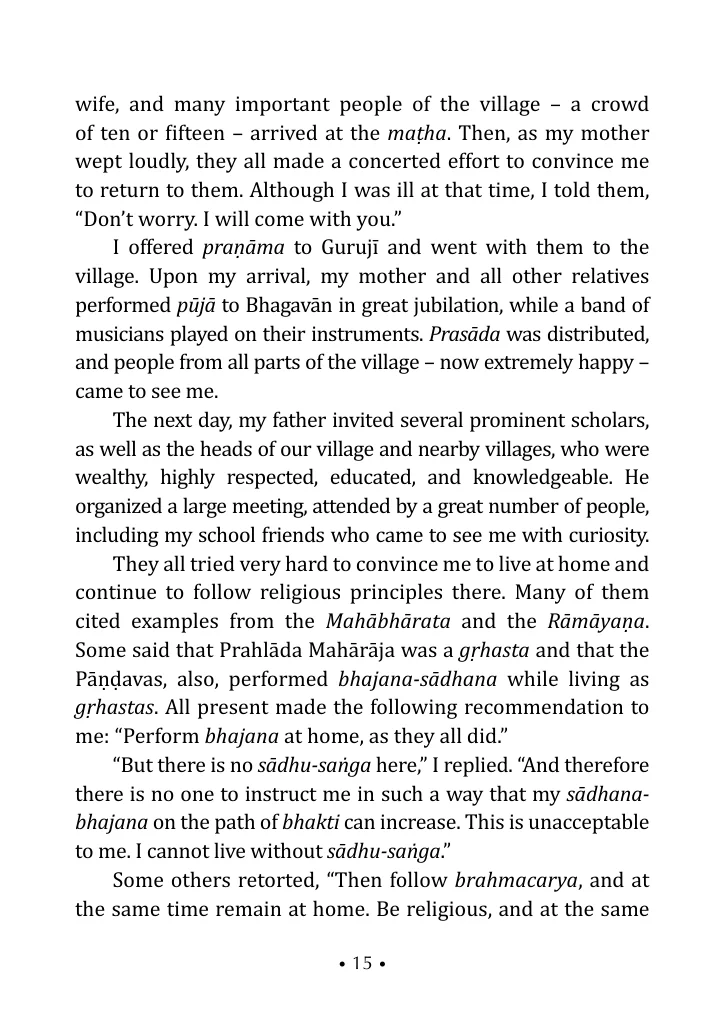 wife, and many important people of the village – a crowd
of ten or fifteen – arrived at the maṭha. Then, as my mother
wept loudly, they all made a concerted effort to convince me
to return to them. Although I was ill at that time, I told them,
“Don’t worry. I will come with you.”
I offered praṇāma to Gurujī and went with them to the
village. Upon my arrival, my mother and all other relatives
performed pūjā to Bhagavān in great jubilation, while a band of
musicians played on their instruments. Prasāda was distributed,
and people from all parts of the village – now extremely happy –
came to see me.
The next day, my father invited several prominent scholars,
as well as the heads of our village and nearby villages, who were
wealthy, highly respected, educated, and knowledgeable. He
organized a large meeting, attended by a great number of people,
including my school friends who came to see me with curiosity.
They all tried very hard to convince me to live at home and
continue to follow religious principles there. Many of them
cited examples from the Mahābhārata and the Rāmāyaṇa.
Some said that Prahlāda Mahārāja was a gṛhasta and that the
Pāṇḍavas, also, performed bhajana-sādhana while living as
gṛhastas. All present made the following recommendation to
me: “Perform bhajana at home, as they all did.”
“But there is no sādhu-saṅga here,” I replied. “And therefore
there is no one to instruct me in such a way that my sādhana-
bhajana on the path of bhakti can increase. This is unacceptable
to me. I cannot live without sādhu-saṅga.”
Some others retorted, “Then follow brahmacarya, and at
the same time remain at home. Be religious, and at the same
• 15 •